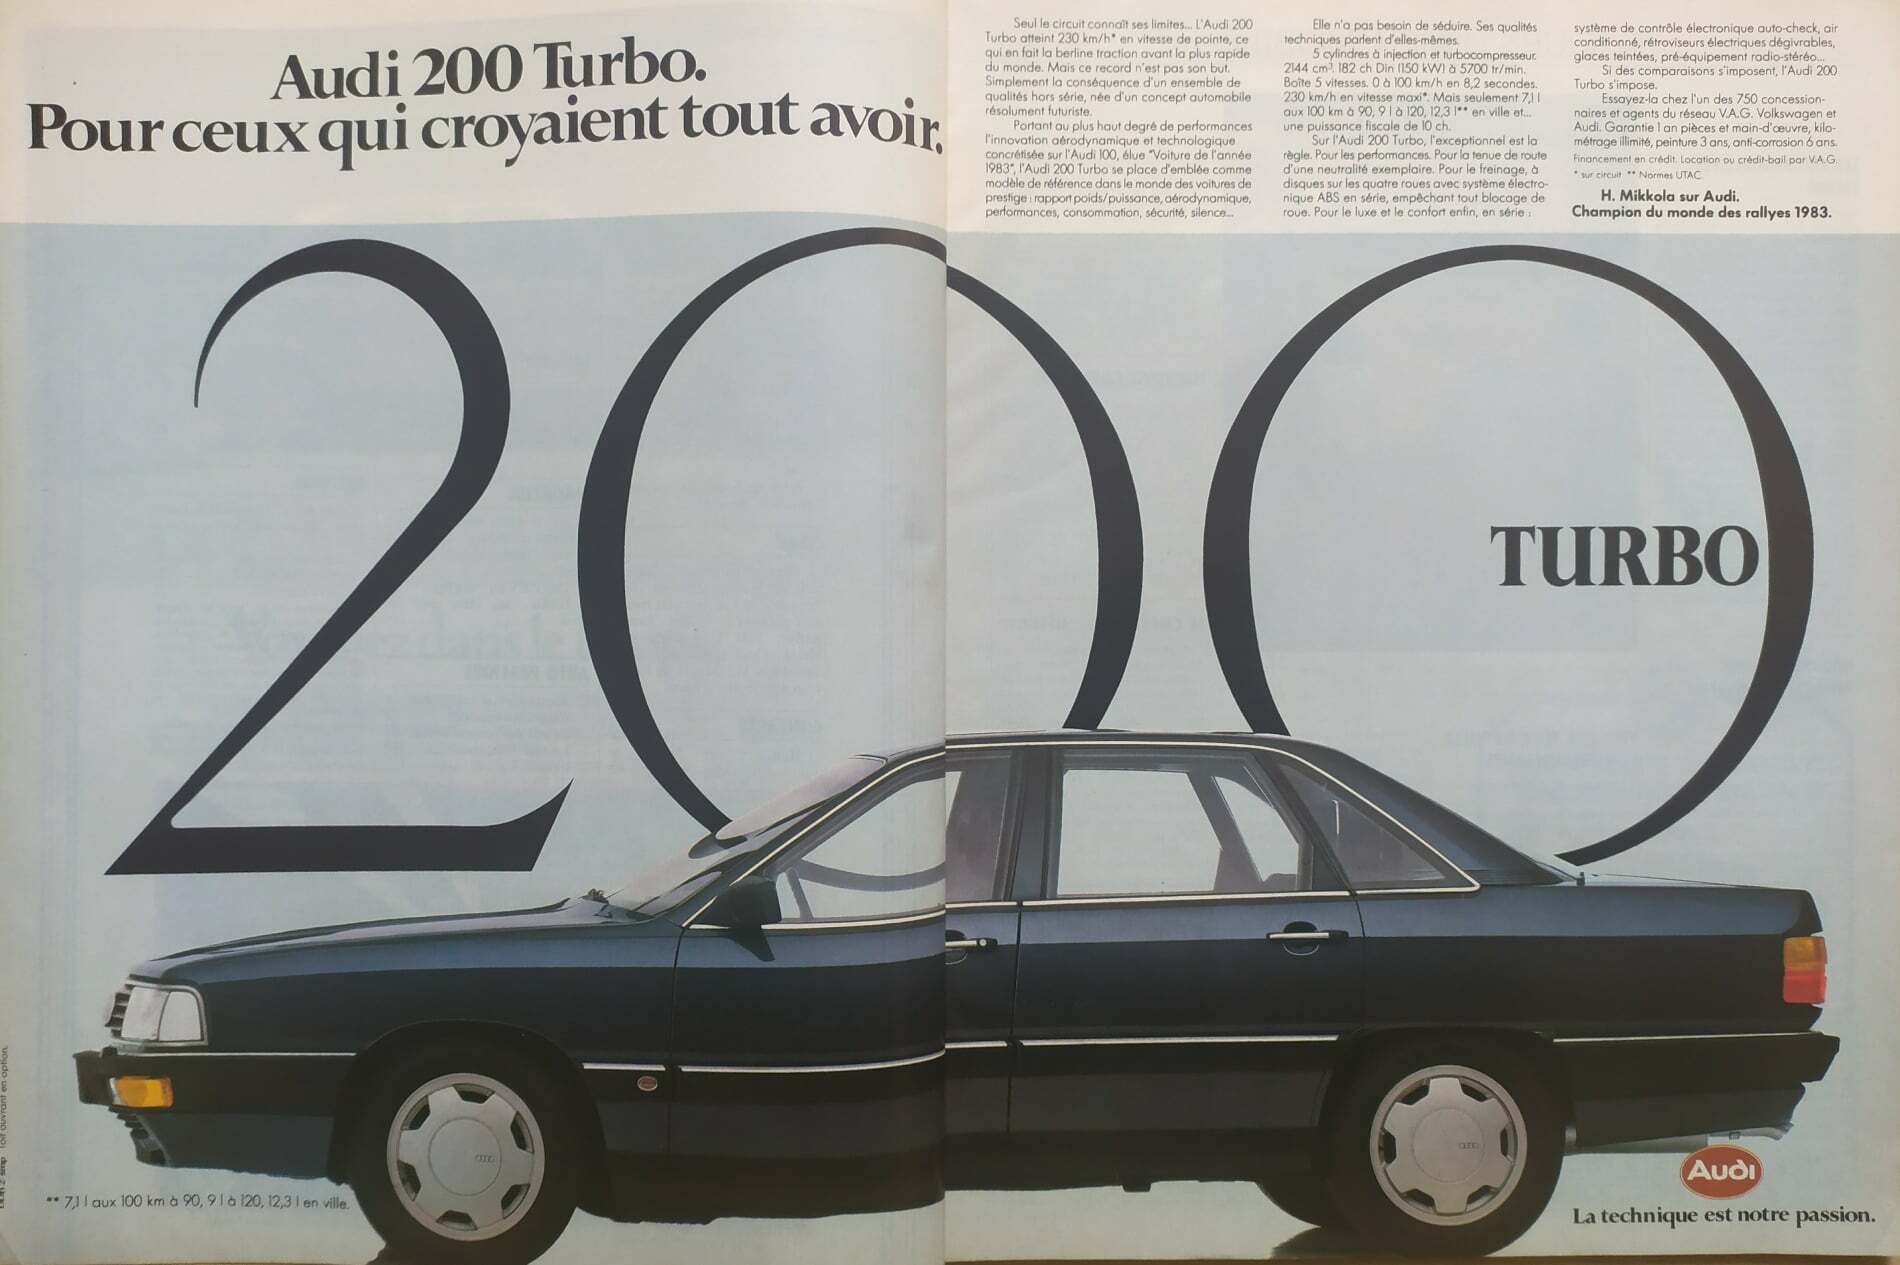 Audi 200 Turbo.
Pour ceux qui croyaient tout avoir.
Seul le circuit connaît ses limites... L'Audi 200
Turbo atteint 230 km/h* en vitesse de pointe, ce
qui en fait la berline traction avant la plus rapide
du monde. Mais ce record n'est pas son but.
Simplement la conséquence d'un ensemble de
qualités hors série, née d'un concept automobile
résolument futuriste.
Portant au plus haut degré de performances
l'innovation aérodynamique et technologique
concrétisée sur l'Audi 100, élue "Voiture de l'année
1983", l'Audi 200 Turbo se place d'emblée comme
modèle de référence dans le monde des voitures de
prestige : rapport poids/puissance, aérodynamique,
performances, consommation, sécurité, silence...
Elle n'a pas besoin de séduire. Ses qualités
techniques parlent d'elles-mêmes.
5 cylindres à injection et turbocompresseur.
2144 cm³. 182 ch Din (150 kW) à 5700 tr/min.
Boîte 5 vitesses. 0 à 100 km/h en 8,2 secondes.
230 km/h en vitesse maxi*. Mais seulement 7,1 l
aux 100 km à 90, 9 l à 120, 12,3 l** en ville et...
une puissance fiscale de 10 ch.
Sur l'Audi 200 Turbo, l'exceptionnel est la
règle. Pour les performances. Pour la tenue de route
d'une neutralité exemplaire. Pour le freinage, à
disques sur les quatre roues avec système électro-
nique ABS en série, empêchant tout blocage de
roue. Pour le luxe et le confort enfin, en série :
système de contrôle électronique auto-check, air
conditionné, rétroviseurs électriques dégivrables,
glaces teintées, pré-équipement radio-stéréo...
Si des comparaisons s'imposent, l'Audi 200
Turbo s'impose.
Essayez-la chez l'un des 750 concession-
naires et agents du réseau V.A.G. Volkswagen et
Audi. Garantie 1 an pièces et main-d'œuvre, kilo-
métrage illimité, peinture 3 ans, anti-corrosion 6 ans.
Financement en crédit. Location ou crédit-bail par V.A.G.
* sur circuit ** Normes UTAC.
H. Mikkola sur Audi.
Champion du monde des rallyes 1983.
200
TURBO
Toit ouvrant en option.
** 7,1 l aux 100 km à 90, 9 l à 120, 12,3 l en ville.
Audi
La technique est notre passion.